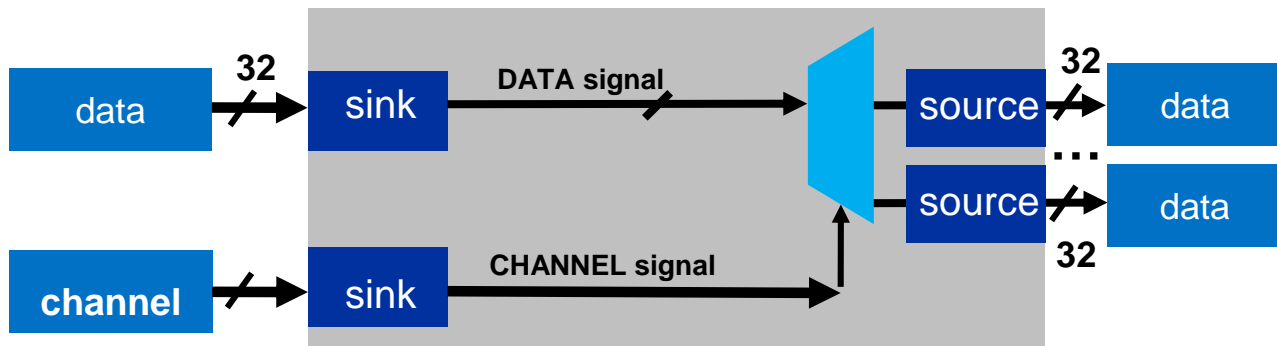 32
data
sink
DATA signal
source
32
data
...
source
data
32
channel
sink
CHANNEL signal